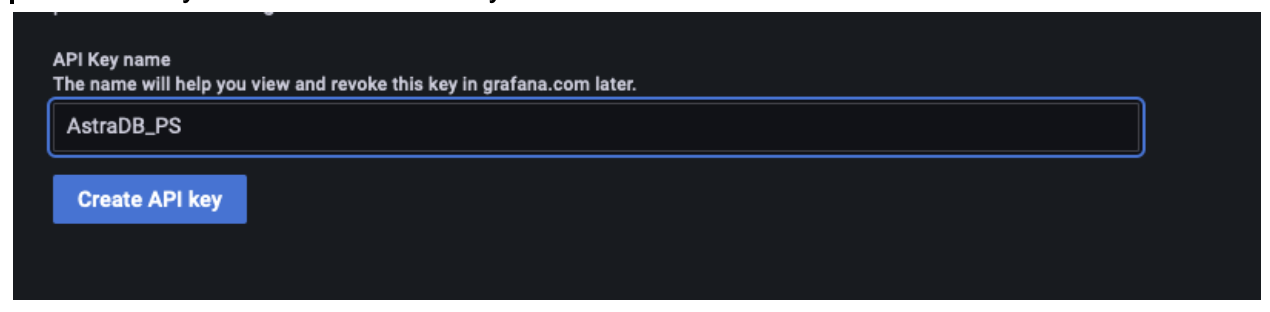 API Key name
The name will help you view and revoke this key in grafana.com later.
AstraDB_PS
Create API key